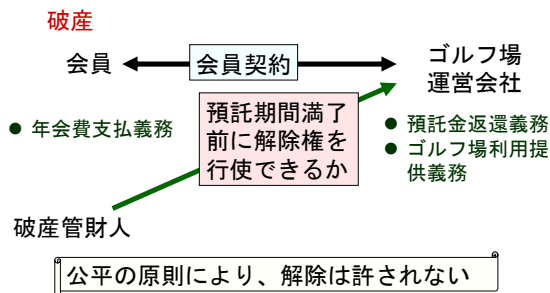 破産
会員
会員契約
ゴルフ場
運営会社
● 年会費支払義務
預託期間満了
前に解除権を
行使できるか
● 預託金返還義務
● ゴルフ場利用提
供義務
破産管財人
公平の原則により、解除は許されない